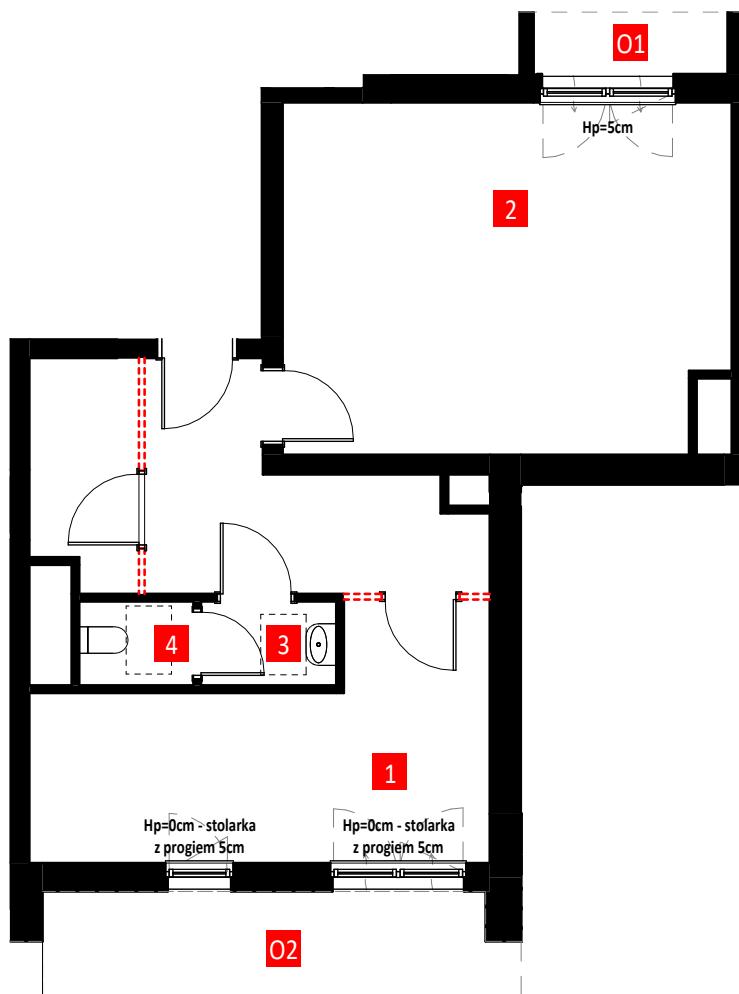 O1
Hp=5cm
2
4
3
1
Hp=0cm - stolarka
z progiem 5cm
Hp=0cm - stolarka
z progiem 5cm
O2